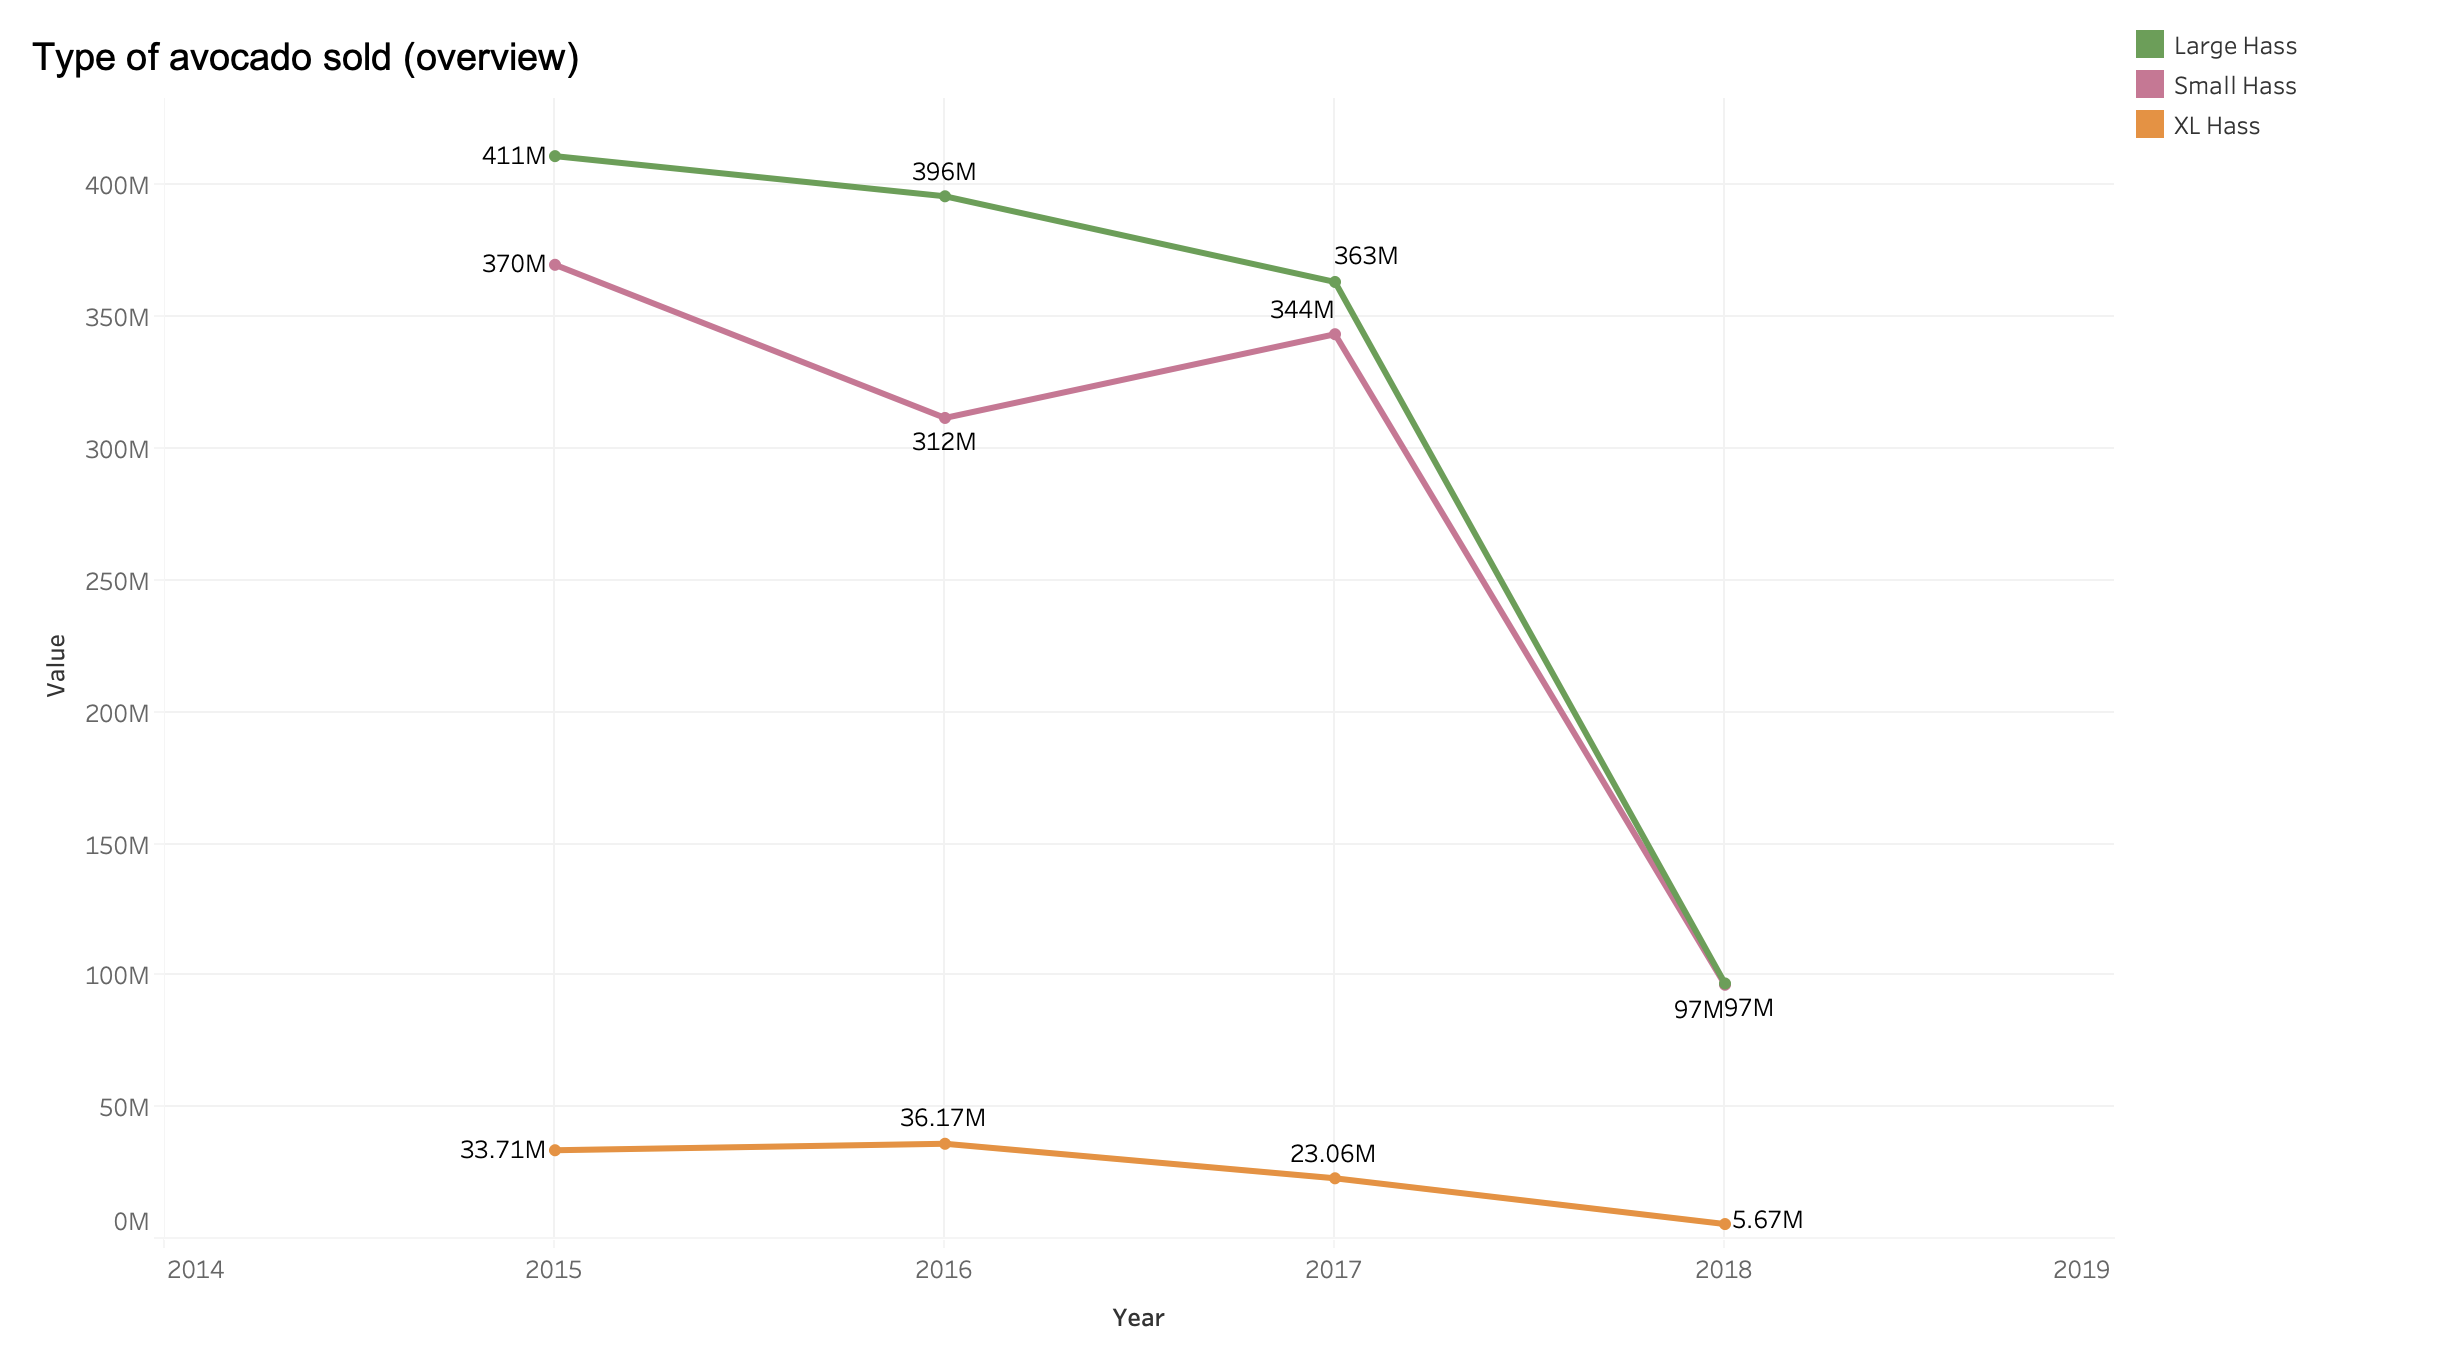 Type of avocado sold (overview)
Large Hass
Small Hass
XL Hass
411M
396M
400M
370M
363M
344M
350M
312M
300M
250M
Value
200M
150M
100M
97M
97M
50M
36.17M
33.71M
23.06M
5.67M
0M
2014
2015
2016
2017
2018
2019
Year